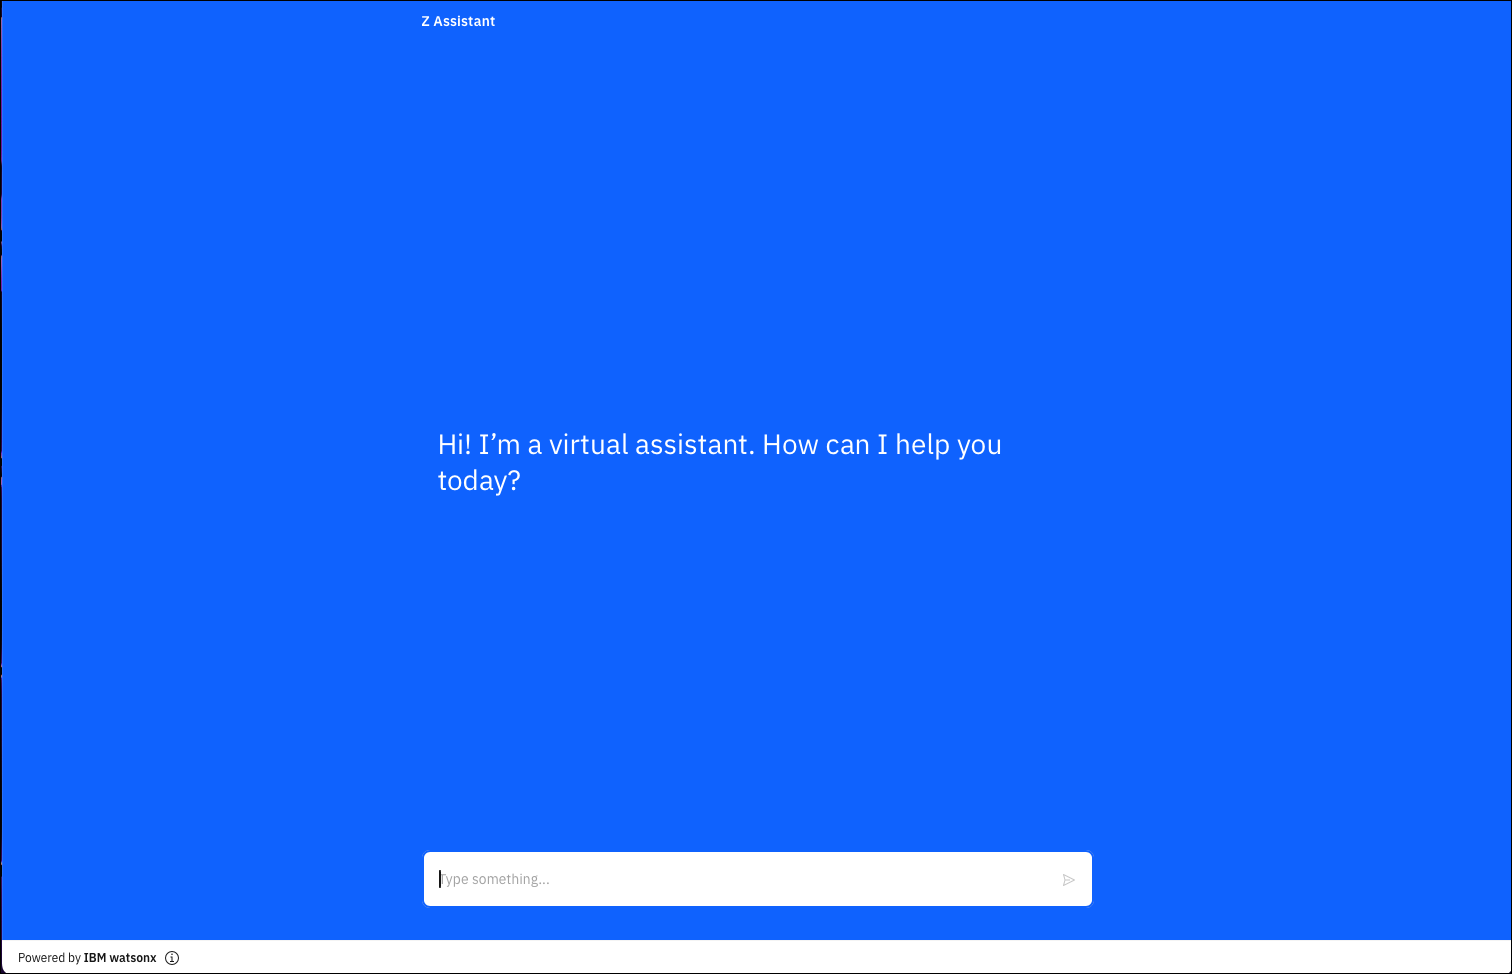 Z Assistant
Hi! I’m a virtual assistant. How can I help you
today?
Type something...
Powered by IBM watsonx